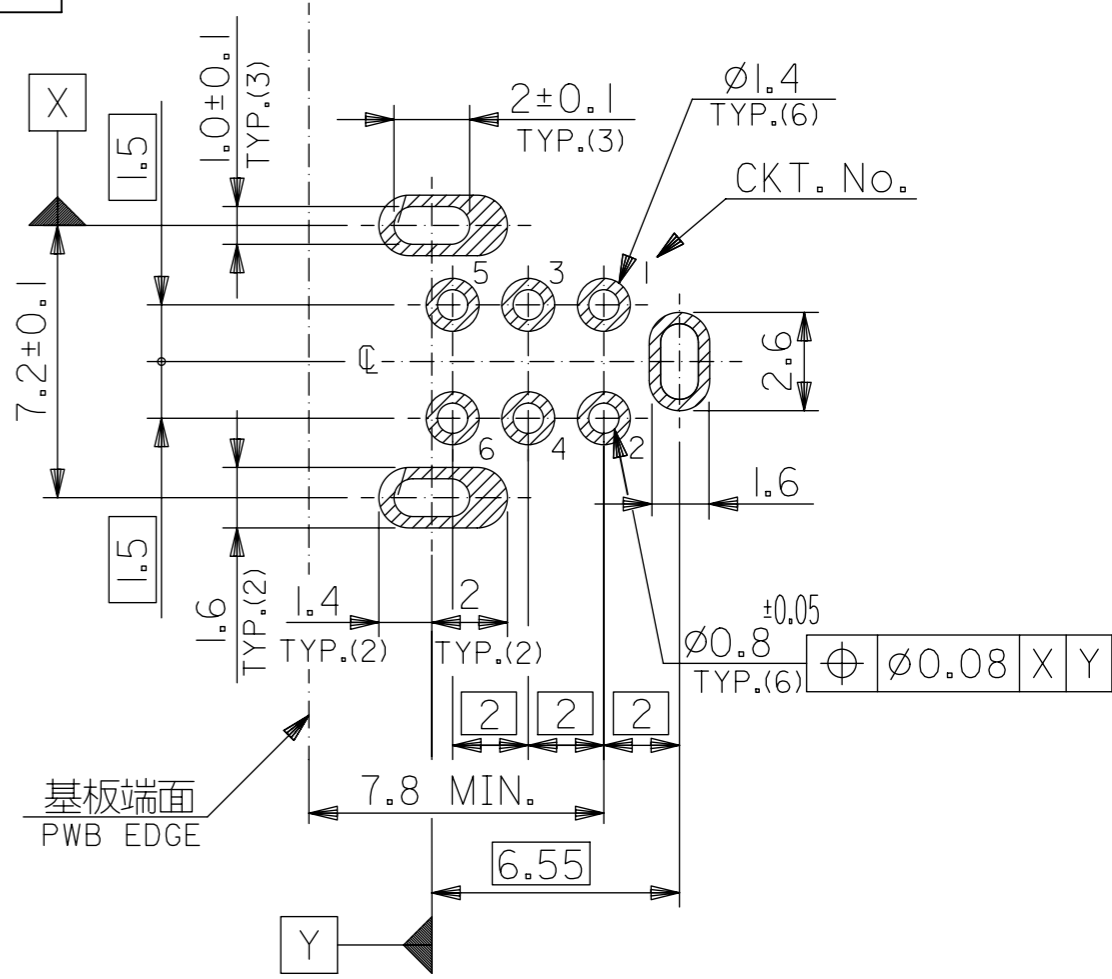 X
1.5
1.0±0.1
TYP.(3)
2±0.1
TYP.(3)
Ø1.4
TYP.(6)
CKT. No.
5 3 1
7.2±0.1
℄
2.6
6 4 2
1.6
1.5
1.6
TYP.(2)
1.4
TYP.(2)
2
TYP.(2)
±0.05
Ø0.8
TYP.(6)
⌖ Ø0.08 X Y
2 2 2
7.8 MIN.
基板端面
PWB EDGE
6.55
Y